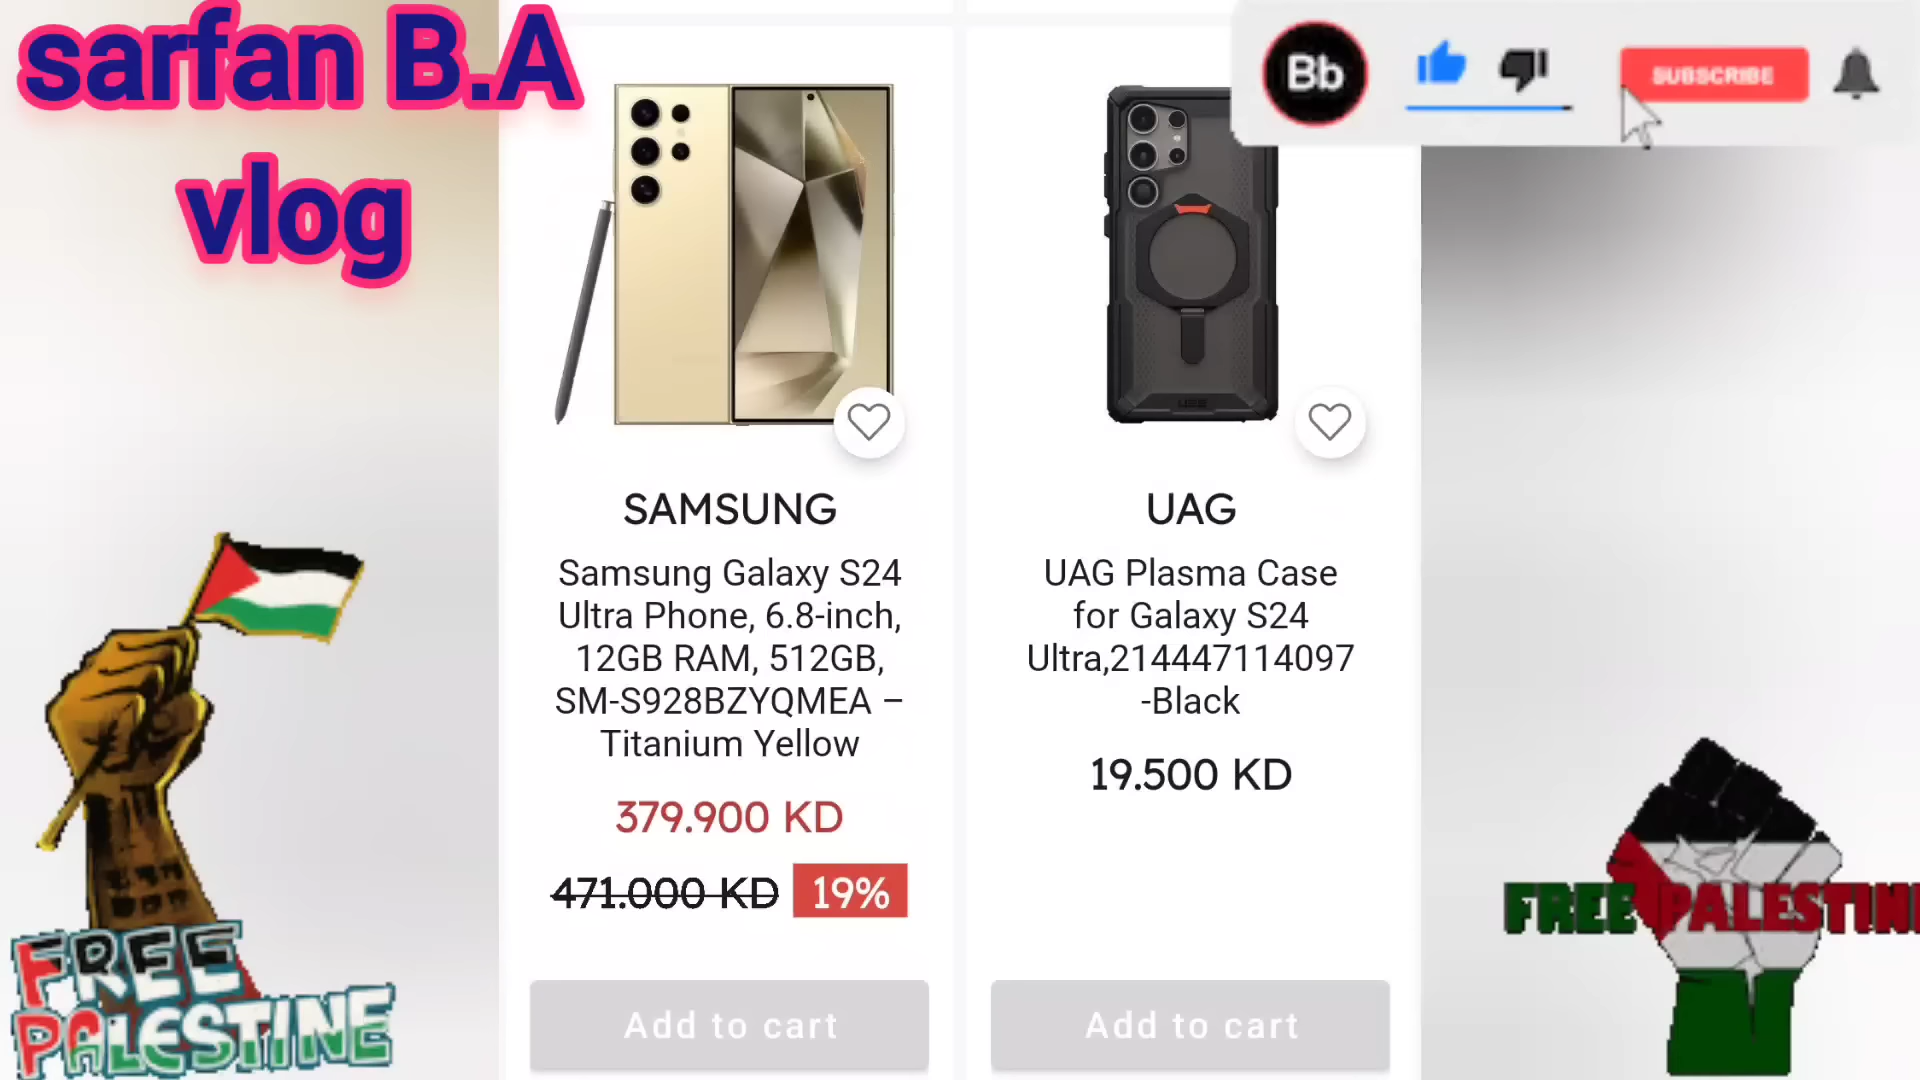 sarfan B.A
vlog
Bb
SUBSCRIBE
SAMSUNG
Samsung Galaxy S24
Ultra Phone, 6.8-inch,
12GB RAM, 512GB,
SM-S928BZYQMEA –
Titanium Yellow
379.900 KD
471.000 KD 19%
Add to cart
UAG
UAG Plasma Case
for Galaxy S24
Ultra,214447114097
-Black
19.500 KD
Add to cart
FREE
PALESTINE
FREE PALESTIN